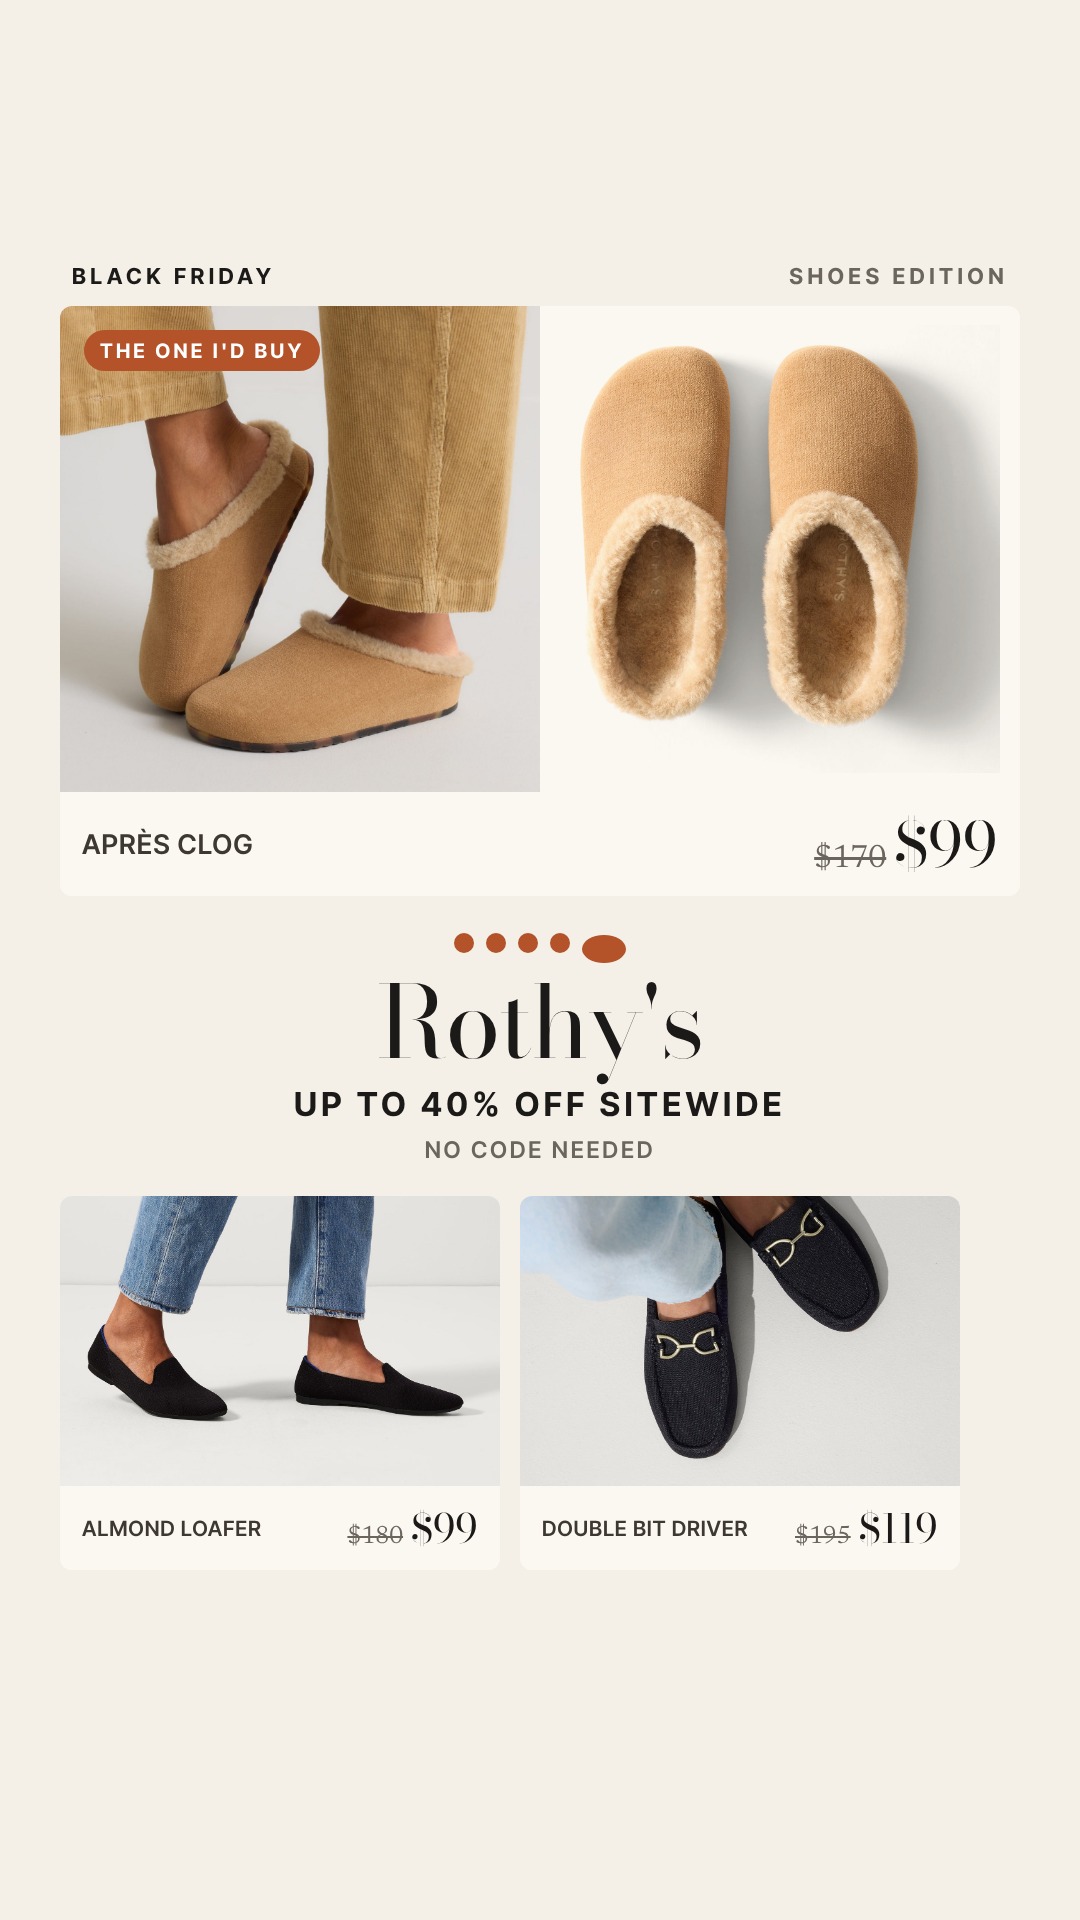 BLACK FRIDAY
SHOES EDITION
THE ONE I'D BUY
APRÈS CLOG
$170 $99
Rothy's
UP TO 40% OFF SITEWIDE
NO CODE NEEDED
ALMOND LOAFER
$180 $99
DOUBLE BIT DRIVER
$195 $119